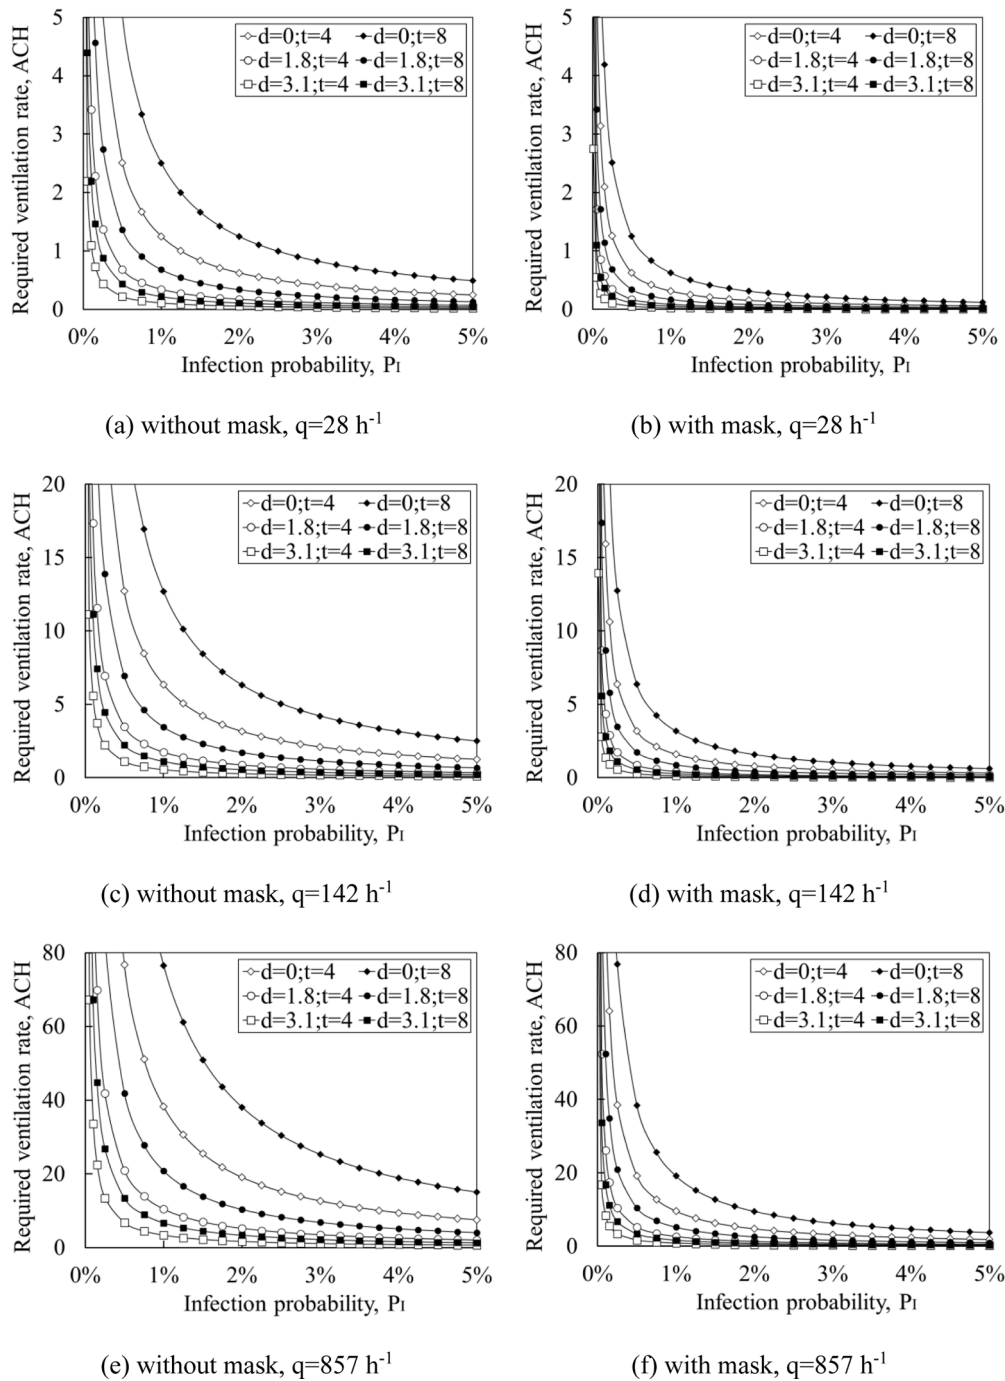 Required ventilation rate, ACH
5
4
3
2
1
0
d=0;t=4 d=0;t=8
d=1.8;t=4 d=1.8;t=8
d=3.1;t=4 d=3.1;t=8
0% 1% 2% 3% 4% 5%
Infection probability, PI
(a) without mask, q=28 h-1
Required ventilation rate, ACH
5
4
3
2
1
0
d=0;t=4 d=0;t=8
d=1.8;t=4 d=1.8;t=8
d=3.1;t=4 d=3.1;t=8
0% 1% 2% 3% 4% 5%
Infection probability, PI
(b) with mask, q=28 h-1
Required ventilation rate, ACH
20
15
10
5
0
d=0;t=4 d=0;t=8
d=1.8;t=4 d=1.8;t=8
d=3.1;t=4 d=3.1;t=8
0% 1% 2% 3% 4% 5%
Infection probability, PI
(c) without mask, q=142 h-1
Required ventilation rate, ACH
20
15
10
5
0
d=0;t=4 d=0;t=8
d=1.8;t=4 d=1.8;t=8
d=3.1;t=4 d=3.1;t=8
0% 1% 2% 3% 4% 5%
Infection probability, PI
(d) with mask, q=142 h-1
Required ventilation rate, ACH
80
60
40
20
0
d=0;t=4 d=0;t=8
d=1.8;t=4 d=1.8;t=8
d=3.1;t=4 d=3.1;t=8
0% 1% 2% 3% 4% 5%
Infection probability, PI
(e) without mask, q=857 h-1
Required ventilation rate, ACH
80
60
40
20
0
d=0;t=4 d=0;t=8
d=1.8;t=4 d=1.8;t=8
d=3.1;t=4 d=3.1;t=8
0% 1% 2% 3% 4% 5%
Infection probability, PI
(f) with mask, q=857 h-1